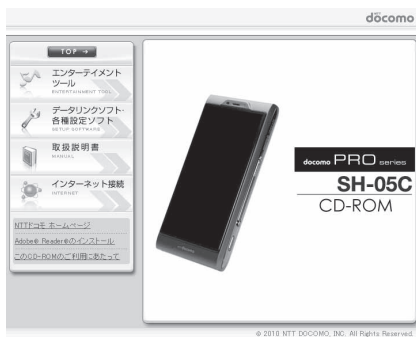 döcomo
TOP →
エンターテイメント
ツール
ENTERTAINMENT TOOL
データリンクソフト・
各種設定ソフト
SETUP SOFTWARE
取扱説明書
MANUAL
インターネット接続
INTERNET
NTTドコモ ホームページ
Adobe® Reader®のインストール
このCD-ROMのご利用にあたって
docomo PRO series
SH-05C
CD-ROM
© 2010 NTT DOCOMO, INC. All Rights Reserved.